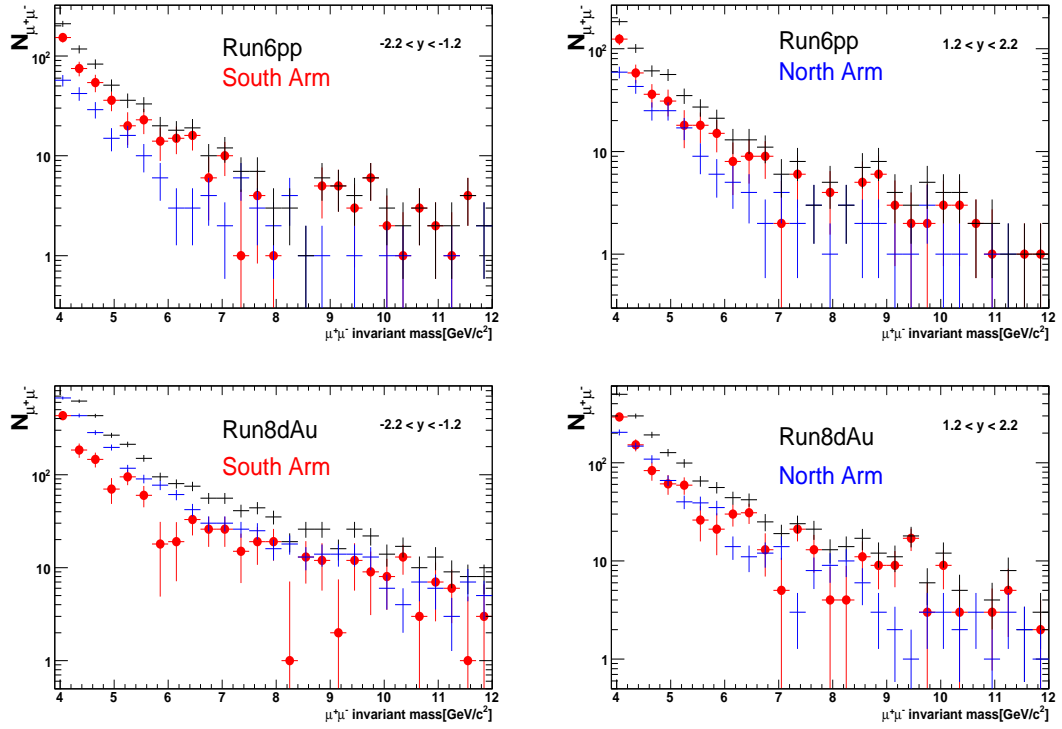 N_μ⁺μ⁻
10²
10
1
Run6pp
South Arm
-2.2 < y < -1.2
4 5 6 7 8 9 10 11 12
μ⁺μ⁻ invariant mass[GeV/c²]
N_μ⁺μ⁻
10²
10
1
Run6pp
North Arm
1.2 < y < 2.2
4 5 6 7 8 9 10 11 12
μ⁺μ⁻ invariant mass[GeV/c²]
N_μ⁺μ⁻
10²
10
1
Run8dAu
South Arm
-2.2 < y < -1.2
4 5 6 7 8 9 10 11 12
μ⁺μ⁻ invariant mass[GeV/c²]
N_μ⁺μ⁻
10²
10
1
Run8dAu
North Arm
1.2 < y < 2.2
4 5 6 7 8 9 10 11 12
μ⁺μ⁻ invariant mass[GeV/c²]